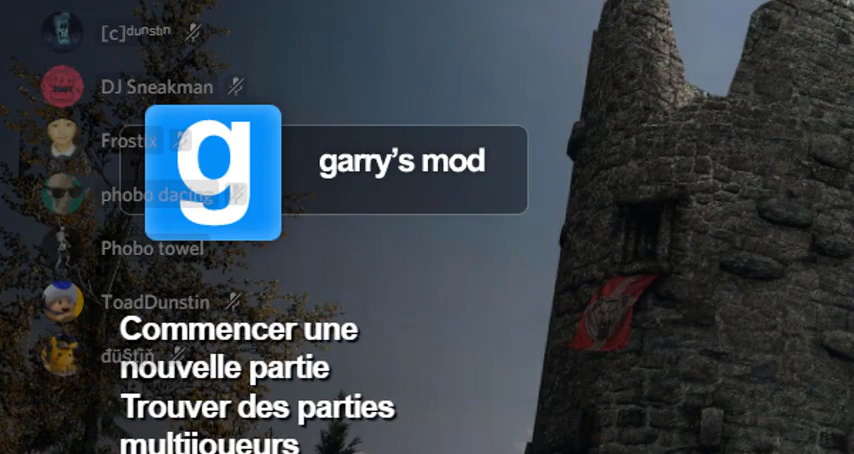 [c]ᵈᵘⁿˢᵗⁱⁿ
DJ Sneakman
Frostix
g
garry's mod
phobo dacing
Phobo towel
ToadDunstin
Commencer une
đūŠťįň
nouvelle partie
Trouver des parties
multijoueurs